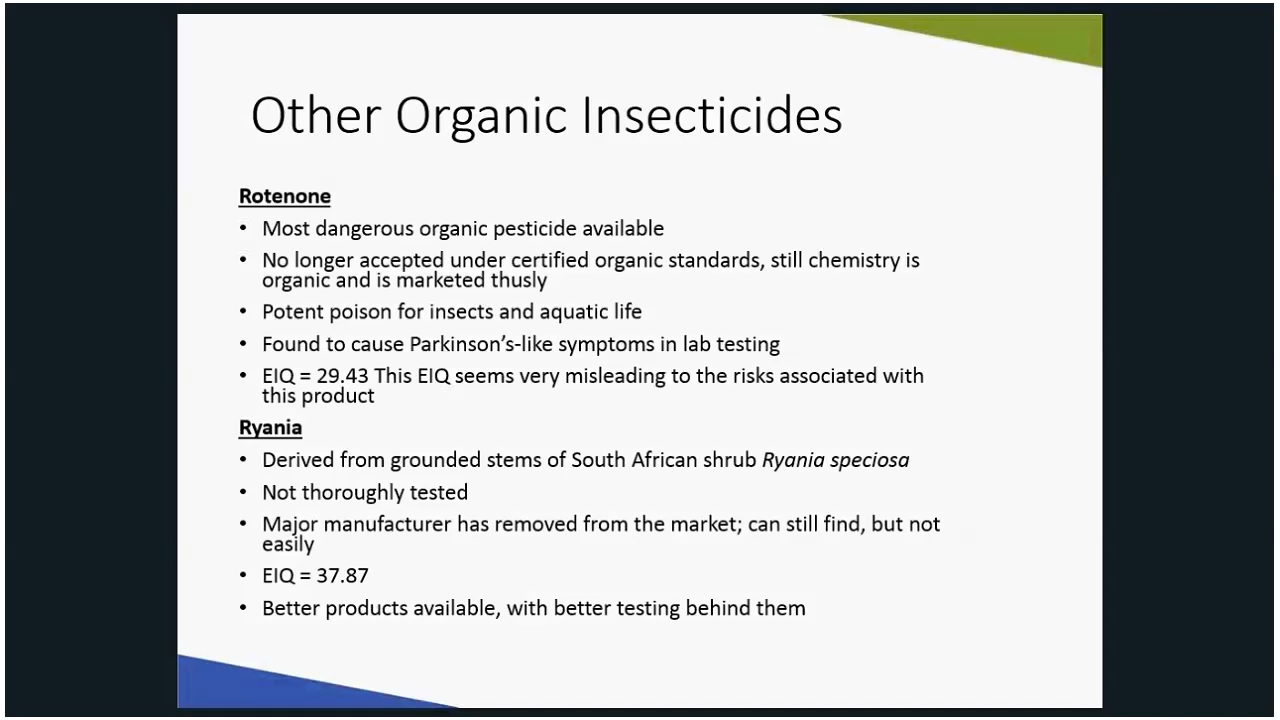 Other Organic Insecticides
Rotenone
• Most dangerous organic pesticide available
• No longer accepted under certified organic standards, still chemistry is
organic and is marketed thusly
• Potent poison for insects and aquatic life
• Found to cause Parkinson’s-like symptoms in lab testing
• EIQ = 29.43 This EIQ seems very misleading to the risks associated with
this product
Ryania
• Derived from grounded stems of South African shrub Ryania speciosa
• Not thoroughly tested
• Major manufacturer has removed from the market; can still find, but not
easily
• EIQ = 37.87
• Better products available, with better testing behind them